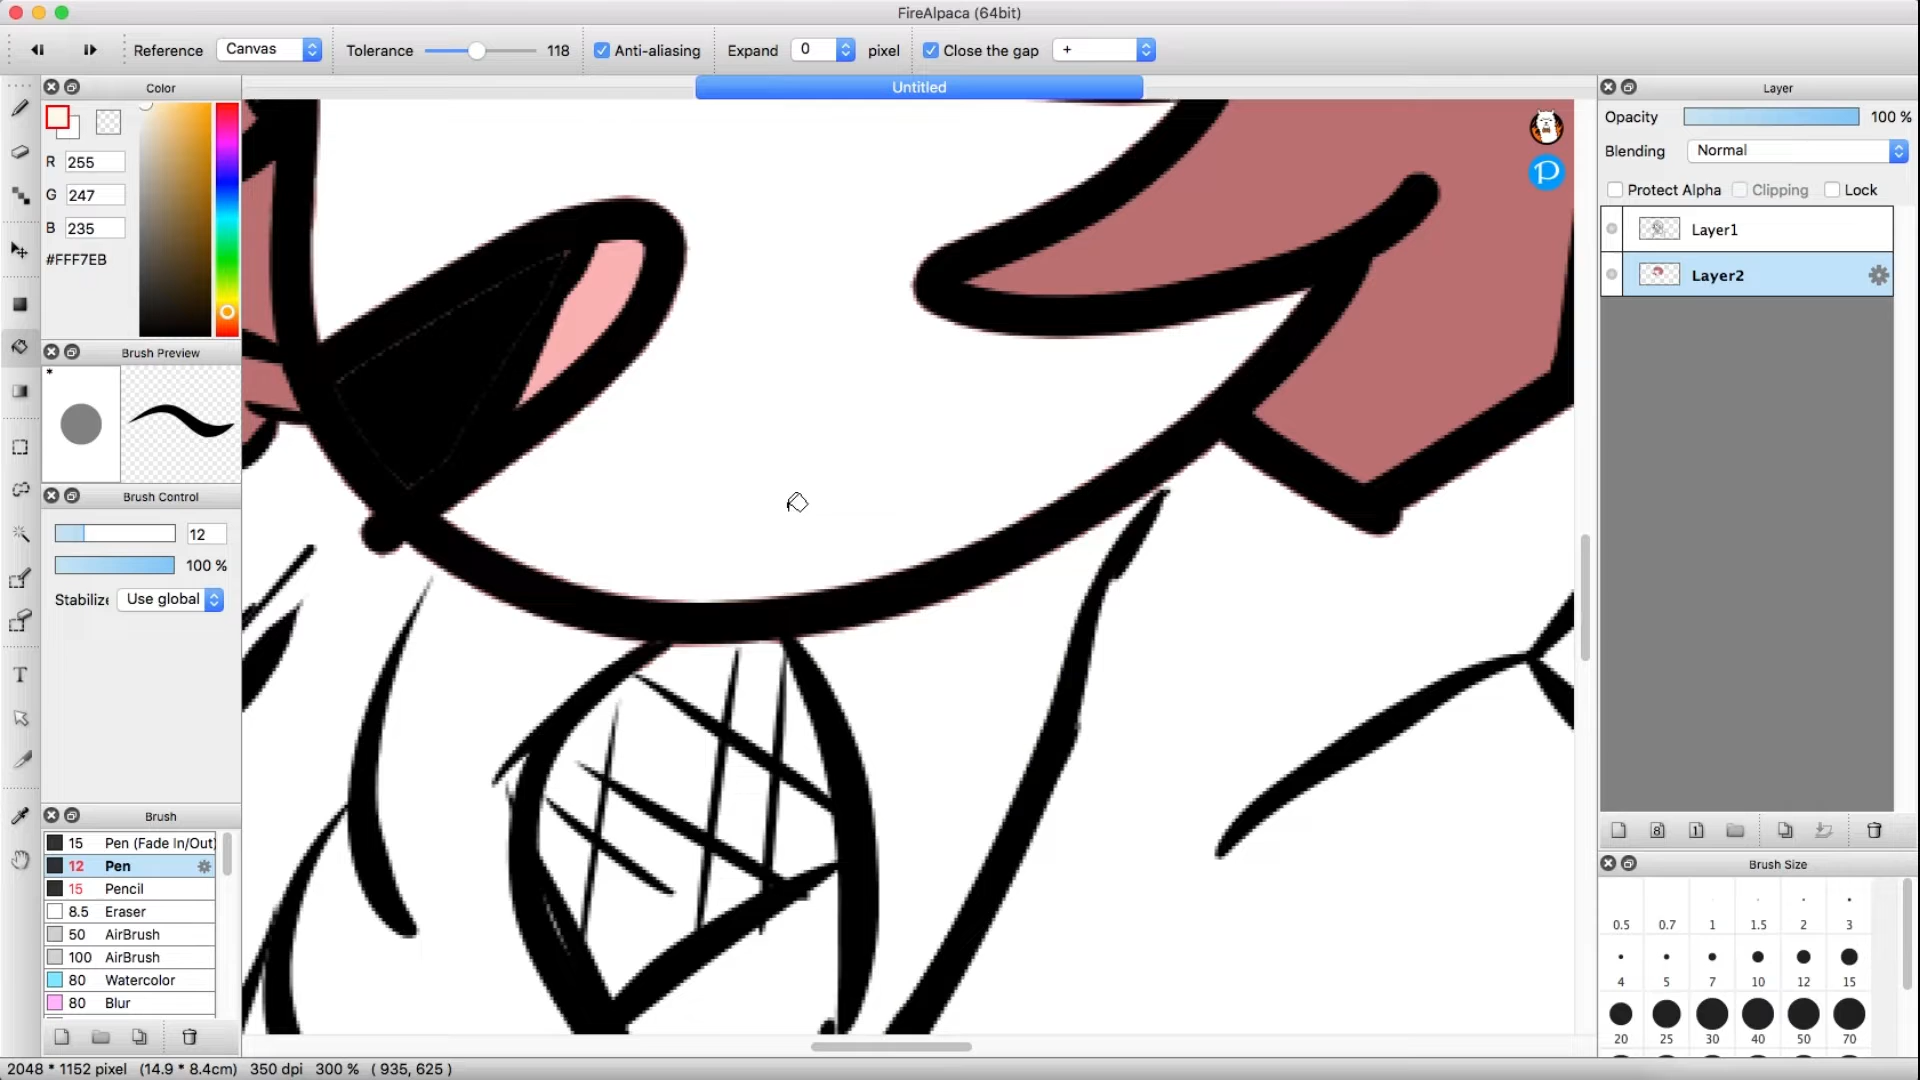 FireAlpaca (64bit)
Reference Canvas Tolerance 118 Anti-aliasing Expand 0 pixel Close the gap +
Color
Untitled
Layer
R 255
G 247
B 235
#FFF7EB
Opacity 100 %
Blending Normal
Protect Alpha Clipping Lock
Layer1
Layer2
Brush Preview
*
Brush Control
12
100 %
Stabilize Use global
Brush
15 Pen (Fade In/Out)
12 Pen
15 Pencil
8.5 Eraser
50 AirBrush
100 AirBrush
80 Watercolor
80 Blur
T
P
8 1
Brush Size
0.5 0.7 1 1.5 2 3
4 5 7 10 12 15
20 25 30 40 50 70
2048 * 1152 pixel (14.9 * 8.4cm) 350 dpi 300 % ( 935, 625 )